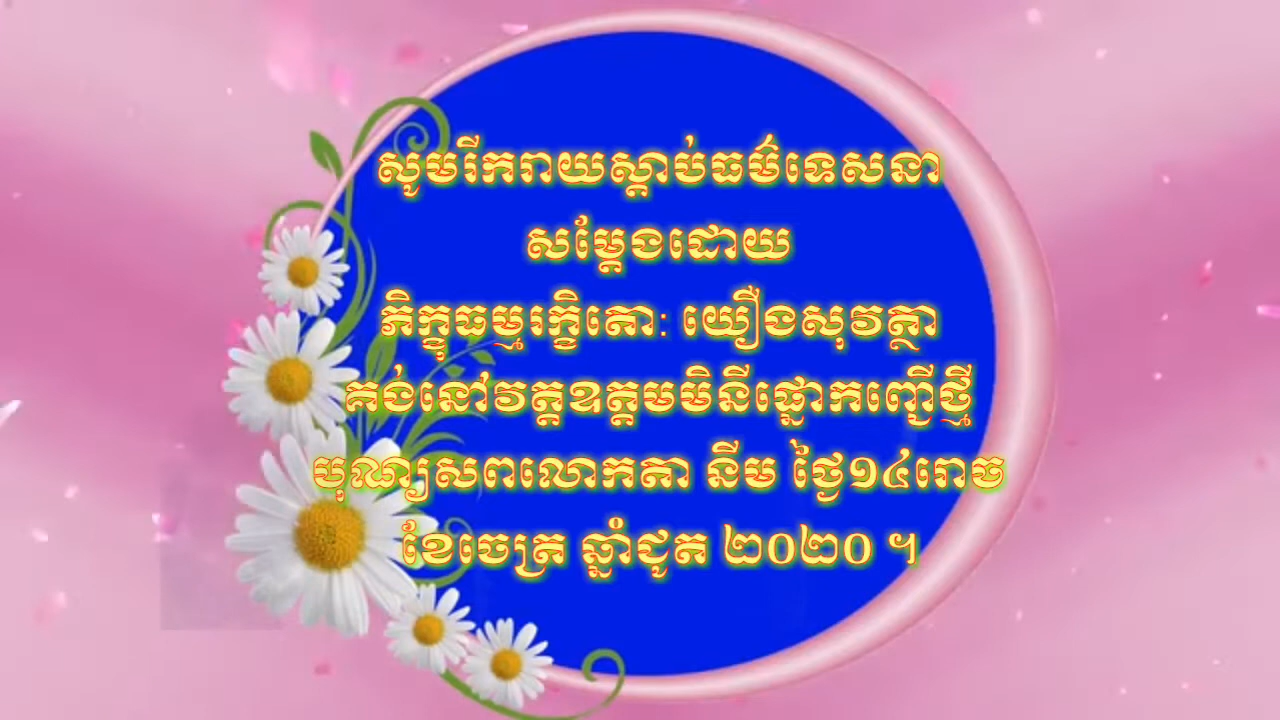 សូមរីករាយស្តាប់ធម៌ទេសនា
សម្តែងដោយ
ភិក្ខុធម្មរក្ខិតោ: យឿងសុវត្ថា
គង់នៅវត្តឧត្តមមិនីផ្នោកញ្ជើថ្មី
បុណ្យសពលោកតា នីម ថ្ងៃ១៤រោច
ខែចេត្រ ឆ្នាំជូត ២០២០ ។